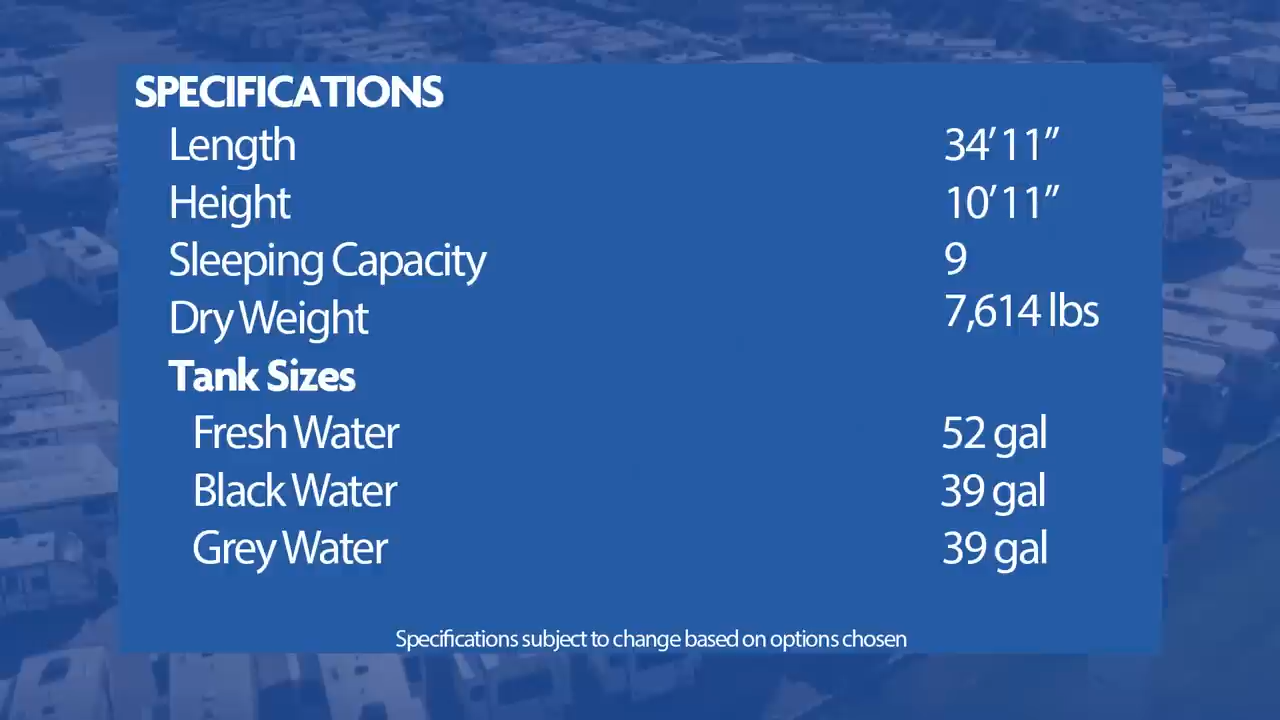 SPECIFICATIONS
Length 34’11”
Height 10’11”
Sleeping Capacity 9
Dry Weight 7,614 lbs
Tank Sizes
Fresh Water 52 gal
Black Water 39 gal
Grey Water 39 gal
Specifications subject to change based on options chosen